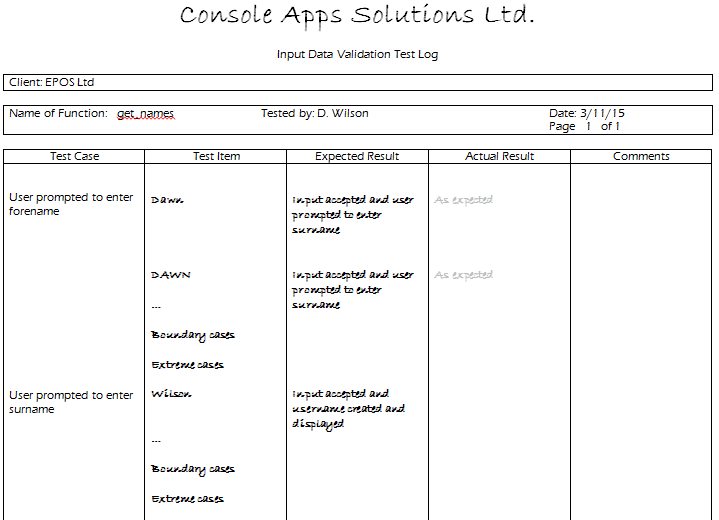 Console Apps Solutions Ltd.
Input Data Validation Test Log
Client: EPOS Ltd
Name of Function: get_names Tested by: D. Wilson Date: 3/11/15
Page 1 of 1
Test Case Test Item Expected Result Actual Result Comments
User prompted to enter
forename
Dawn
Input accepted and user
prompted to enter
surname
As expected
DAWN
Input accepted and user
prompted to enter
surname
As expected
...
Boundary cases
Extreme cases
User prompted to enter
surname
Wilson
Input accepted and
username created and
displayed
...
Boundary cases
Extreme cases